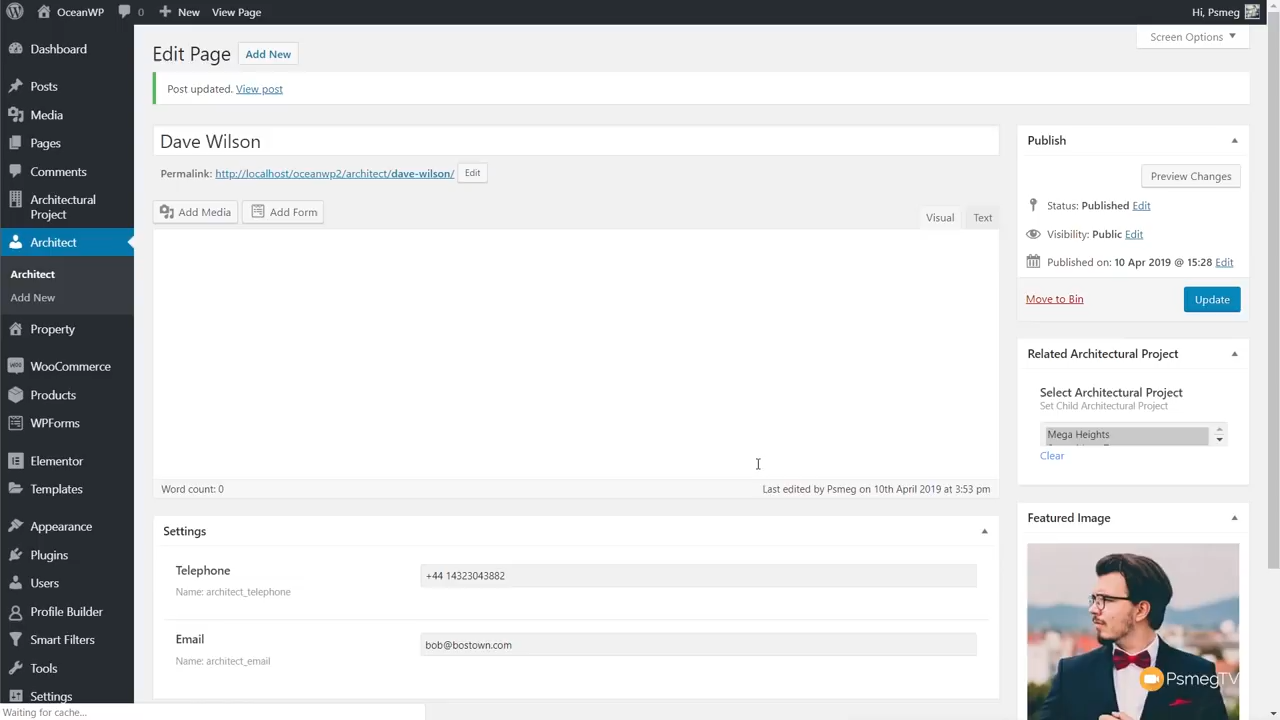 OceanWP 0 New View Page Hi, Psmeg
Screen Options
Dashboard
Posts
Media
Pages
Comments
Architectural
Project
Architect
Architect
Add New
Property
WooCommerce
Products
WPForms
Elementor
Templates
Appearance
Plugins
Users
Profile Builder
Smart Filters
Tools
Settings
Waiting for cache...
Edit Page Add New
Post updated. View post
Dave Wilson
Permalink: http://localhost/oceanwp2/architect/dave-wilson/ Edit
Add Media Add Form
Visual Text
Word count: 0 Last edited by Psmeg on 10th April 2019 at 3:53 pm
Settings
Telephone +44 14323043882
Name: architect_telephone
Email bob@bostown.com
Name: architect_email
Publish
Preview Changes
Status: Published Edit
Visibility: Public Edit
Published on: 10 Apr 2019 @ 15:28 Edit
Move to Bin Update
Related Architectural Project
Select Architectural Project
Set Child Architectural Project
Mega Heights
Clear
Featured Image
PsmegTV